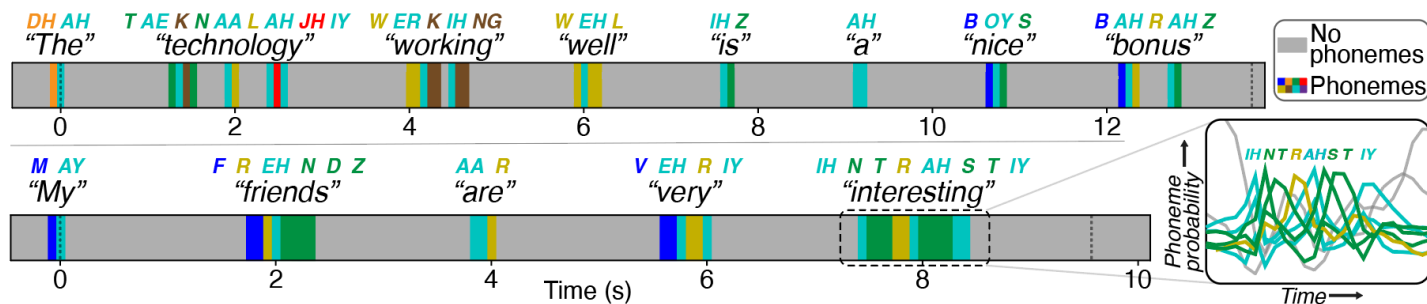 DH AH T AE K N AA L AH JH IY W ER K IH NG W EH L IH Z AH B OY S B AH R AH Z
“The” “technology” “working” “well” “is” “a” “nice” “bonus”
No phonemes
Phonemes
0 2 4 6 8 10 12
M AY F R EH N D Z AA R V EH R IY IH N T R AH S T IY
“My” “friends” “are” “very” “interesting”
0 2 4 6 8 10
Time (s)
IH N T R AH S T IY
Phoneme
probability
Time